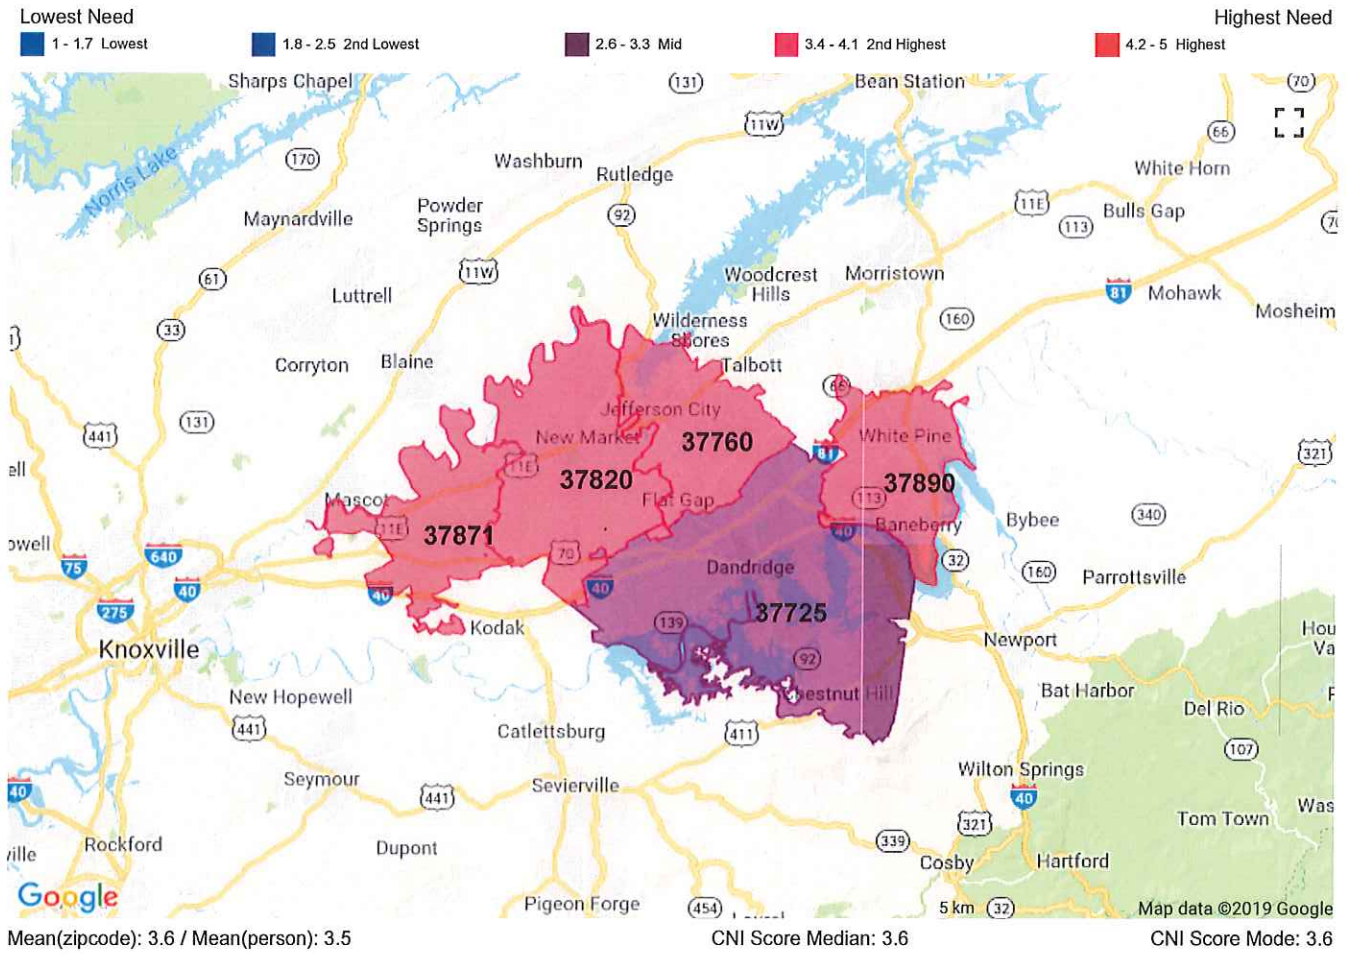 Lowest Need
Highest Need
1 - 1.7 Lowest
1.8 - 2.5 2nd Lowest
2.6 - 3.3 Mid
3.4 - 4.1 2nd Highest
4.2 - 5 Highest
Sharps Chapel
131
Bean Station
70
11W
66
Norris Lake
170
Washburn
Rutledge
White Horn
Maynardville
Powder
Springs
92
11E
113
Bulls Gap
61
11W
Woodcrest
Hills
Morristown
81
Mohawk
Luttrell
33
Wilderness
Shores
160
Mosheim
Corryton
Blaine
Talbott
66
131
441
Jefferson City
New Market
37760
White Pine
81
321
11E
37820
37890
Mascot
Flat Gap
113
11E
37871
Baneberry
Bybee
340
40
640
75
70
Dandridge
32
160
Parrottsville
40
40
40
275
37725
139
Kodak
Newport
Knoxville
92
New Hopewell
Chestnut Hill
Bat Harbor
Del Rio
441
Catlettsburg
411
107
Seymour
Sevierville
Wilton Springs
40
441
40
321
Tom Town
Rockford
Dupont
339
Cosby
Hartford
Google
Pigeon Forge
454
5 km
32
Map data ©2019 Google
Mean(zipcode): 3.6 / Mean(person): 3.5
CNI Score Median: 3.6
CNI Score Mode: 3.6